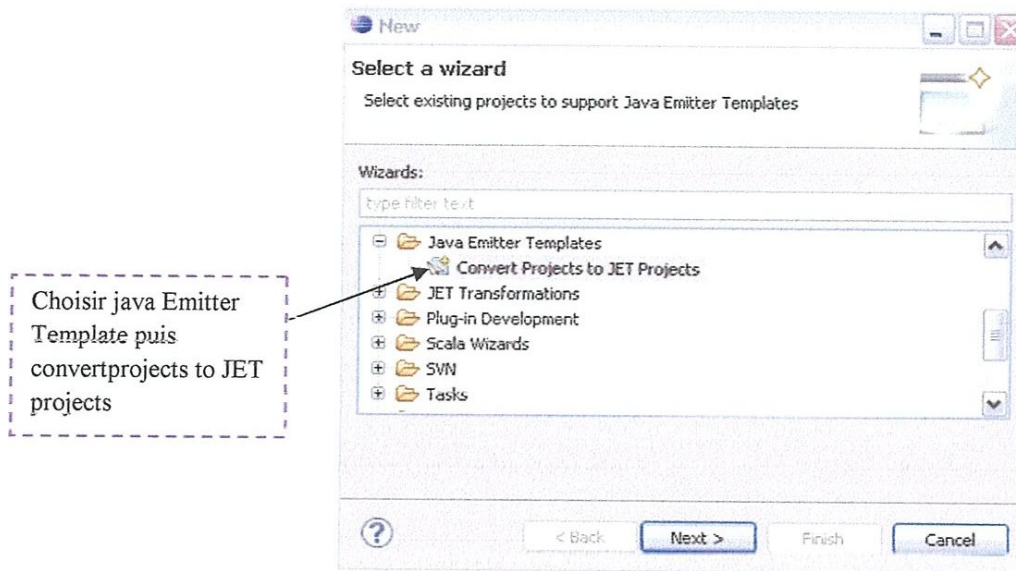 New
Select a wizard
Select existing projects to support Java Emitter Templates
Wizards:
type filter text
Java Emitter Templates
Convert Projects to JET Projects
JET Transformations
Plug-in Development
Scala Wizards
SVN
Tasks
Choisir java Emitter
Template puis
convertprojects to JET
projects
?
< Back
Next >
Finish
Cancel